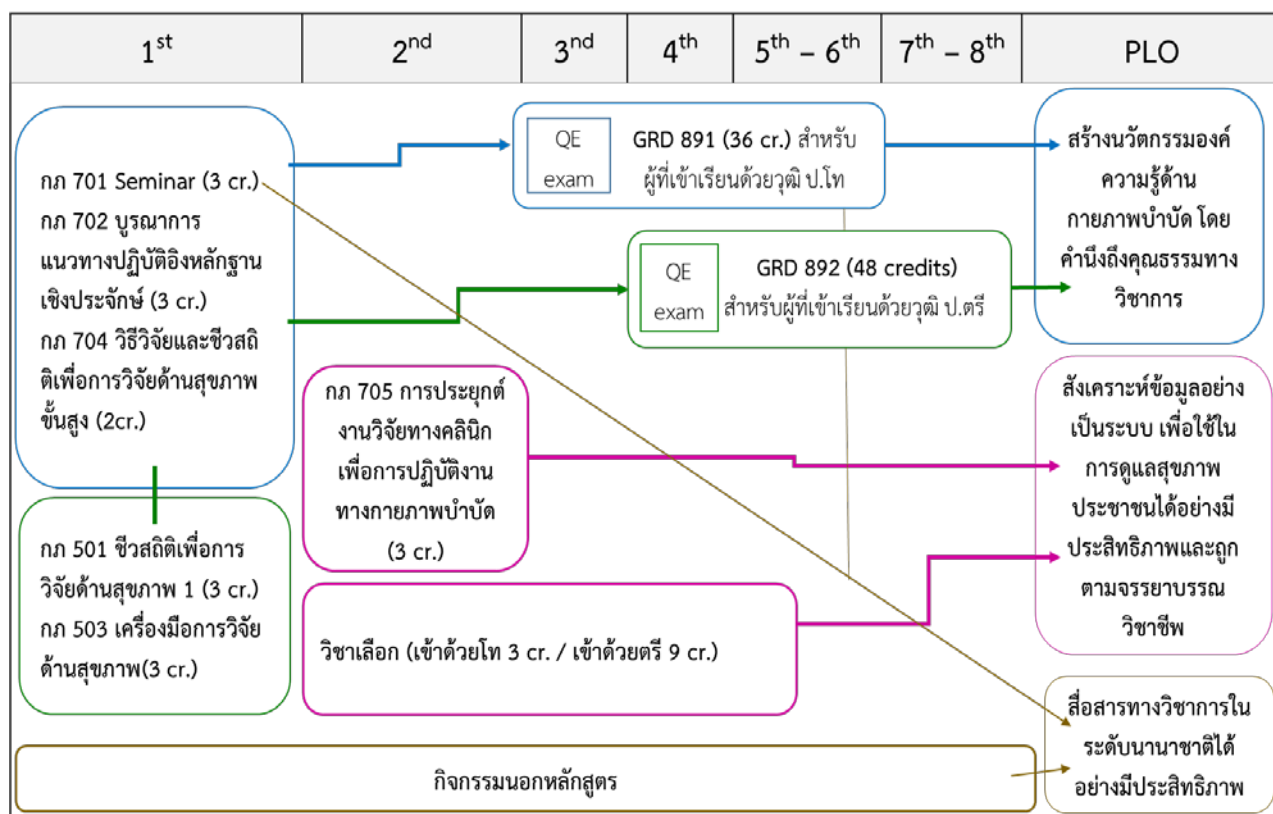 1st
2nd
3nd
4th
5th – 6th
7th – 8th
PLO
กภ 701 Seminar (3 cr.)
กภ 702 บูรณาการ
แนวทางปฏิบัติอิงหลักฐาน
เชิงประจักษ์ (3 cr.)
กภ 704 วิธีวิจัยและชีวสถิ
ติเพื่อการวิจัยด้านสุขภาพ
ขั้นสูง (2cr.)
กภ 501 ชีวสถิติเพื่อการ
วิจัยด้านสุขภาพ 1 (3 cr.)
กภ 503 เครื่องมือการวิจัย
ด้านสุขภาพ(3 cr.)
QE
exam
GRD 891 (36 cr.) สำหรับ
ผู้ที่เข้าเรียนด้วยวุฒิ ป.โท
QE
exam
GRD 892 (48 credits)
สำหรับผู้ที่เข้าเรียนด้วยวุฒิ ป.ตรี
กภ 705 การประยุกต์
งานวิจัยทางคลินิก
เพื่อการปฏิบัติงาน
ทางกายภาพบำบัด
(3 cr.)
วิชาเลือก (เข้าด้วยโท 3 cr. / เข้าด้วยตรี 9 cr.)
สร้างนวัตกรรมองค์
ความรู้ด้าน
กายภาพบำบัด โดย
คำนึงถึงคุณธรรมทาง
วิชาการ
สังเคราะห์ข้อมูลอย่าง
เป็นระบบ เพื่อใช้ใน
การดูแลสุขภาพ
ประชาชนได้อย่างมี
ประสิทธิภาพและถูก
ตามจรรยาบรรณ
วิชาชีพ
สื่อสารทางวิชาการใน
ระดับนานาชาติได้
อย่างมีประสิทธิภาพ
กิจกรรมนอกหลักสูตร